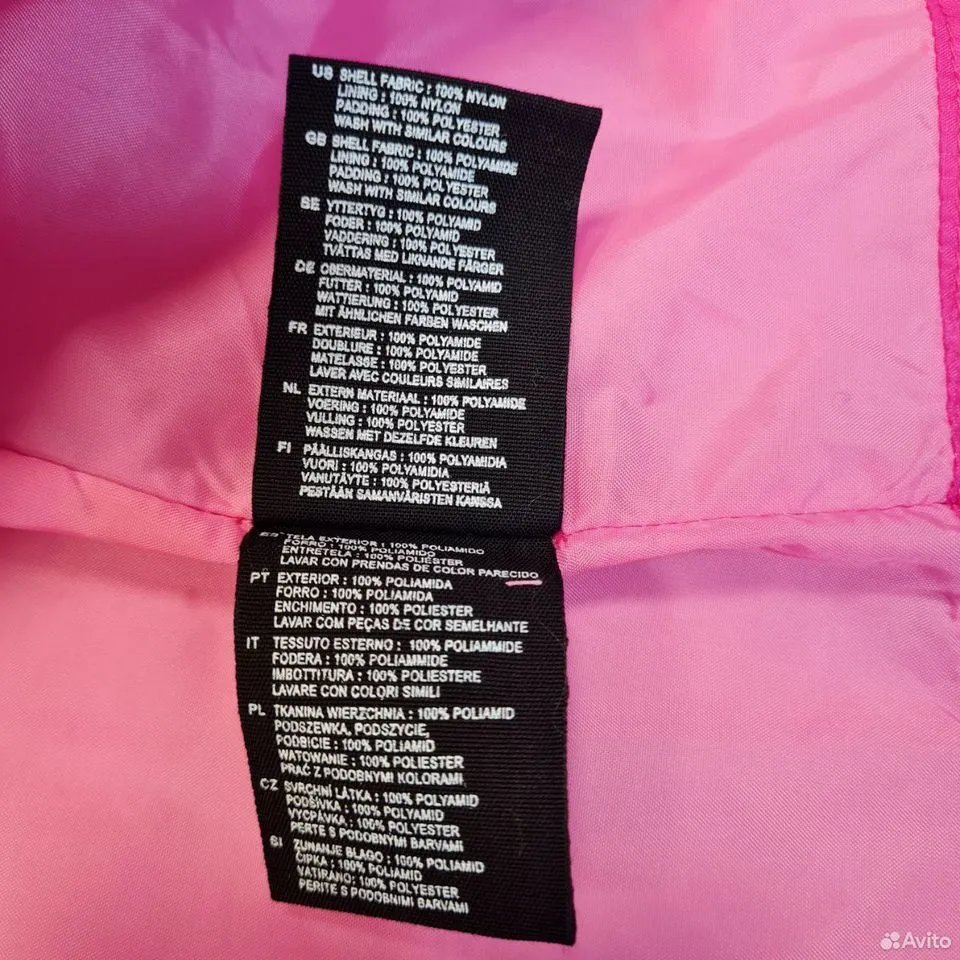 US SHELL FABRIC : 100% NYLON
LINING : 100% NYLON
PADDING : 100% POLYESTER
WASH WITH SIMILAR COLOURS
GB SHELL FABRIC : 100% POLYAMIDE
LINING : 100% POLYAMIDE
PADDING : 100% POLYESTER
WASH WITH SIMILAR COLOURS
SE YTTERTYG : 100% POLYAMID
FODER : 100% POLYAMID
VADDERING : 100% POLYESTER
TVÄTTAS MED LIKNANDE FÄRGER
DE OBERMATERIAL : 100% POLYAMID
FUTTER : 100% POLYAMID
WATTIERUNG : 100% POLYESTER
MIT ÄHNLICHEN FARBEN WASCHEN
FR EXTERIEUR : 100% POLYAMIDE
DOUBLURE : 100% POLYAMIDE
MATELASSE : 100% POLYESTER
LAVER AVEC COULEURS SIMILAIRES
NL EXTERN MATERIAAL : 100% POLYAMIDE
VOERING : 100% POLYAMIDE
VULLING : 100% POLYESTER
WASSEN MET DEZELFDE KLEUREN
FI PÄÄLLISKANGAS : 100% POLYAMIDIA
VUORI : 100% POLYAMIDIA
VANUTÄYTE : 100% POLYESTERIÄ
PESTÄÄN SAMANVÄRISTEN KANSSA
ES TELA EXTERIOR : 100% POLIAMIDO
FORRO : 100% POLIAMIDO
ENTRETELA : 100% POLIESTER
LAVAR CON PRENDAS DE COLOR PARECIDO
PT EXTERIOR : 100% POLIAMIDA
FORRO : 100% POLIAMIDA
ENCHIMENTO : 100% POLIESTER
LAVAR COM PEÇAS DE COR SEMELHANTE
IT TESSUTO ESTERNO : 100% POLIAMMIDE
FODERA : 100% POLIAMMIDE
IMBOTTITURA : 100% POLIESTERE
LAVARE CON COLORI SIMILI
PL TKANINA WIERZCHNIA : 100% POLIAMID
PODSZEWKA, PODSZYCIE,
PODBICIE : 100% POLIAMID
WATOWANIE : 100% POLIESTER
PRAĆ Z PODOBNYMI KOLORAMI
CZ SVRCHNÍ LÁTKA : 100% POLYAMID
PODŠÍVKA : 100% POLYAMID
VYCPÁVKA : 100% POLYESTER
PERTE S PODOBNÝMI BARVAMI
SI ZUNANJE BLAGO : 100% POLIAMID
ČIPKA : 100% POLIAMID
VATIRANO: 100% POLYESTER
PERITE S PODOBNIMI BARVAMI
Avito